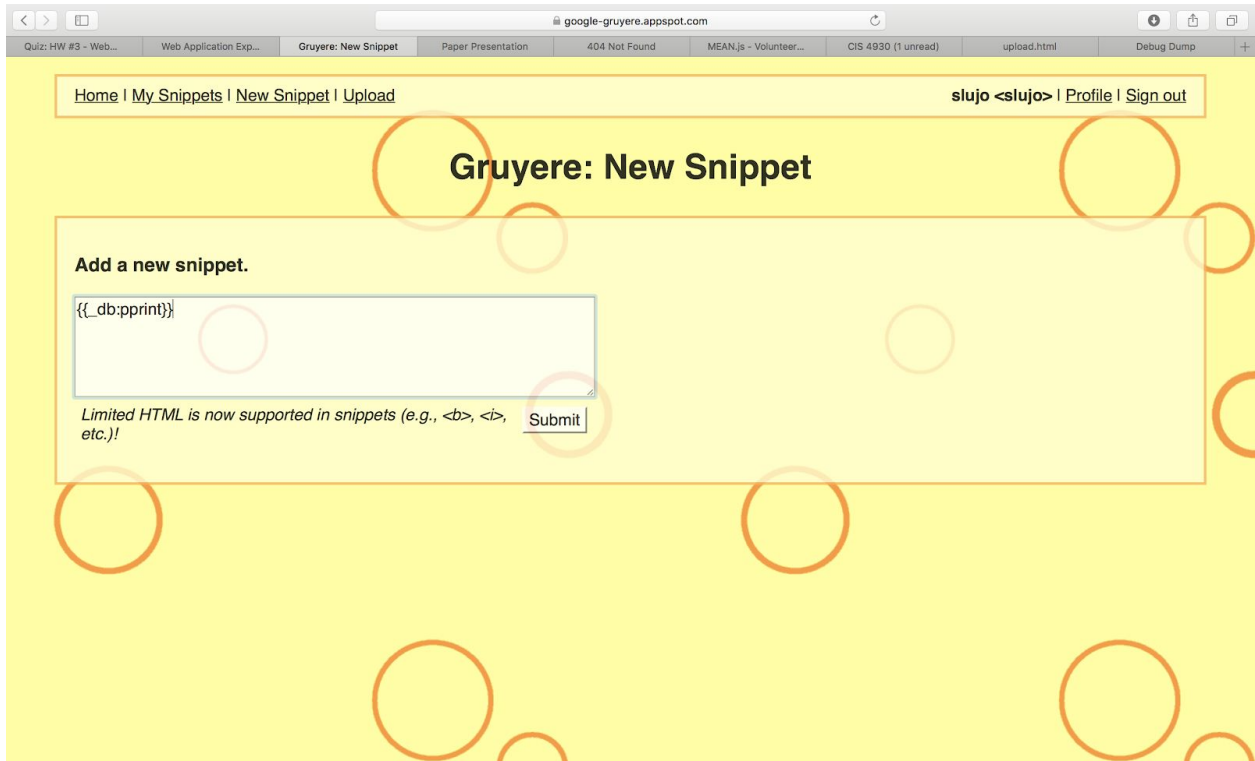 google-gruyere.appspot.com
Quiz: HW #3 - Web... Web Application Exp... Gruyere: New Snippet Paper Presentation 404 Not Found MEAN.js - Volunteer... CIS 4930 (1 unread) upload.html Debug Dump
Home | My Snippets | New Snippet | Upload slujo <slujo> | Profile | Sign out
Gruyere: New Snippet
Add a new snippet.
{{_db:pprint}}
Limited HTML is now supported in snippets (e.g., <b>, <i>,
etc.)!
Submit